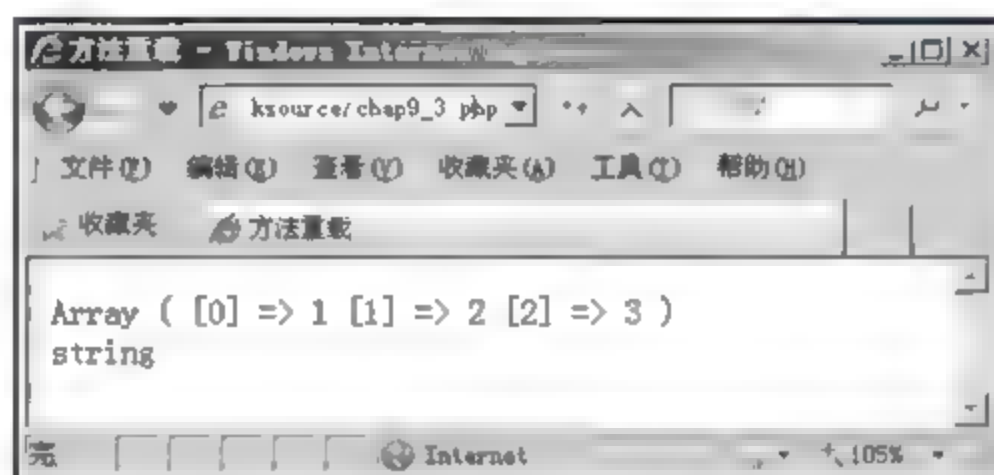 方法重载 - Windows Internet
ksource/chap9_3 php
文件(F) 编辑(E) 查看(V) 收藏夹(A) 工具(T) 帮助(H)
收藏夹 方法重载
Array ( [0] => 1 [1] => 2 [2] => 3 )
string
完 Internet 105%